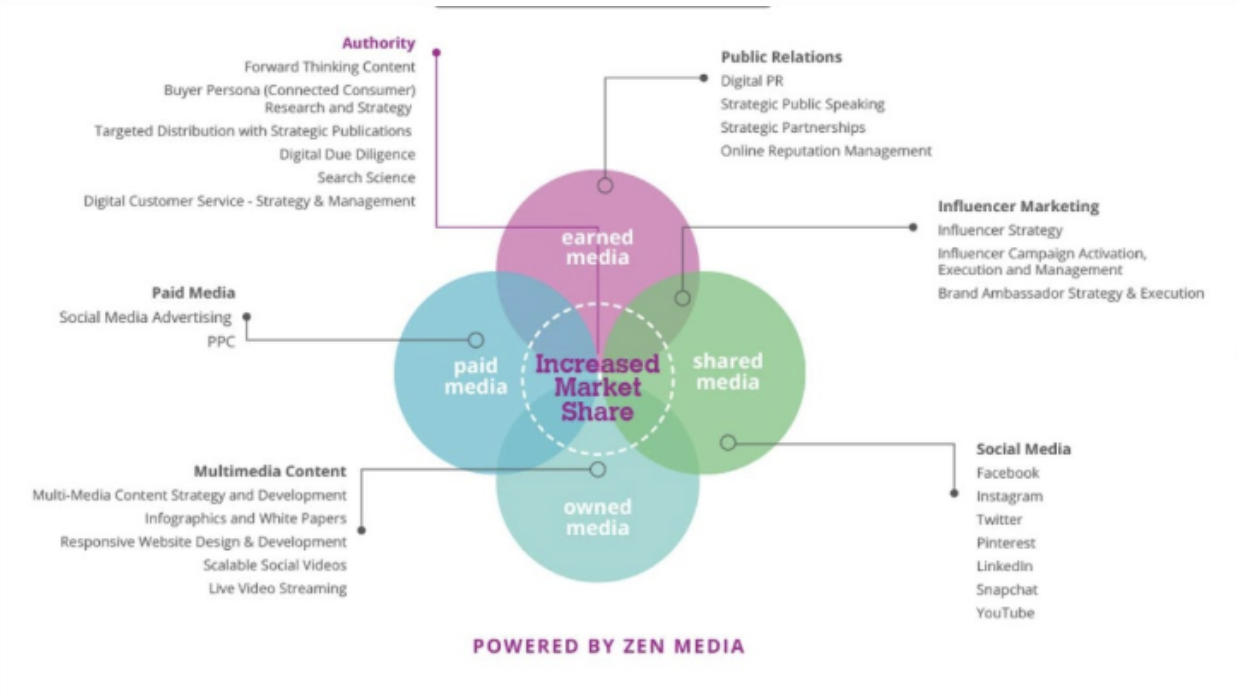 Authority
Forward Thinking Content
Buyer Persona (Connected Consumer)
Research and Strategy
Targeted Distribution with Strategic Publications
Digital Due Diligence
Search Science
Digital Customer Service - Strategy & Management
Public Relations
Digital PR
Strategic Public Speaking
Strategic Partnerships
Online Reputation Management
Influencer Marketing
Influencer Strategy
Influencer Campaign Activation,
Execution and Management
Brand Ambassador Strategy & Execution
earned
media
Paid Media
Social Media Advertising
PPC
paid
media
Increased
Market
Share
shared
media
Multimedia Content
Multi-Media Content Strategy and Development
Infographics and White Papers
Responsive Website Design & Development
Scalable Social Videos
Live Video Streaming
owned
media
Social Media
Facebook
Instagram
Twitter
Pinterest
LinkedIn
Snapchat
YouTube
POWERED BY ZEN MEDIA